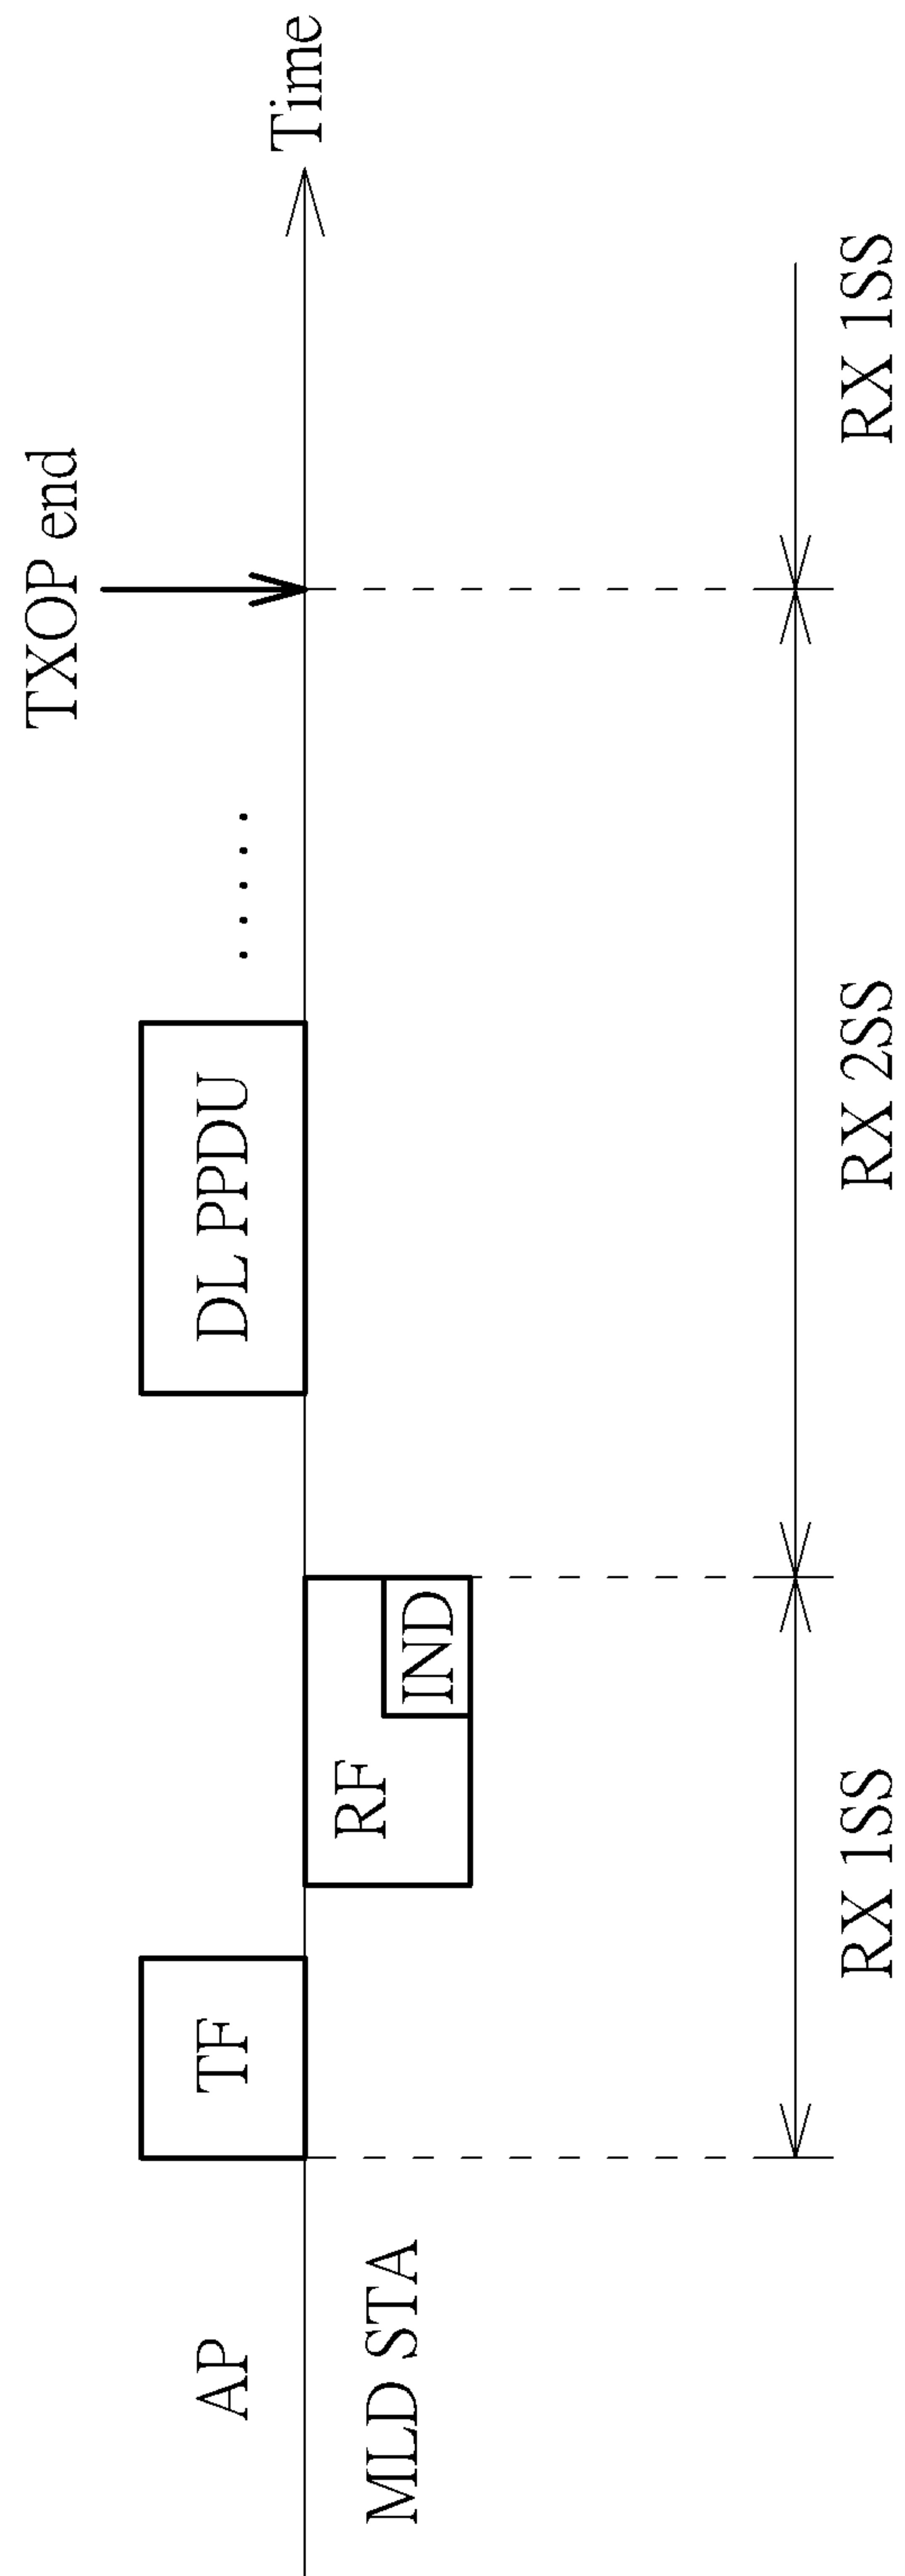 TXOP end
AP
TF
DL PPDU
.....
Time
MLD STA
RF
IND
RX 1SS
RX 2SS
RX 1SS